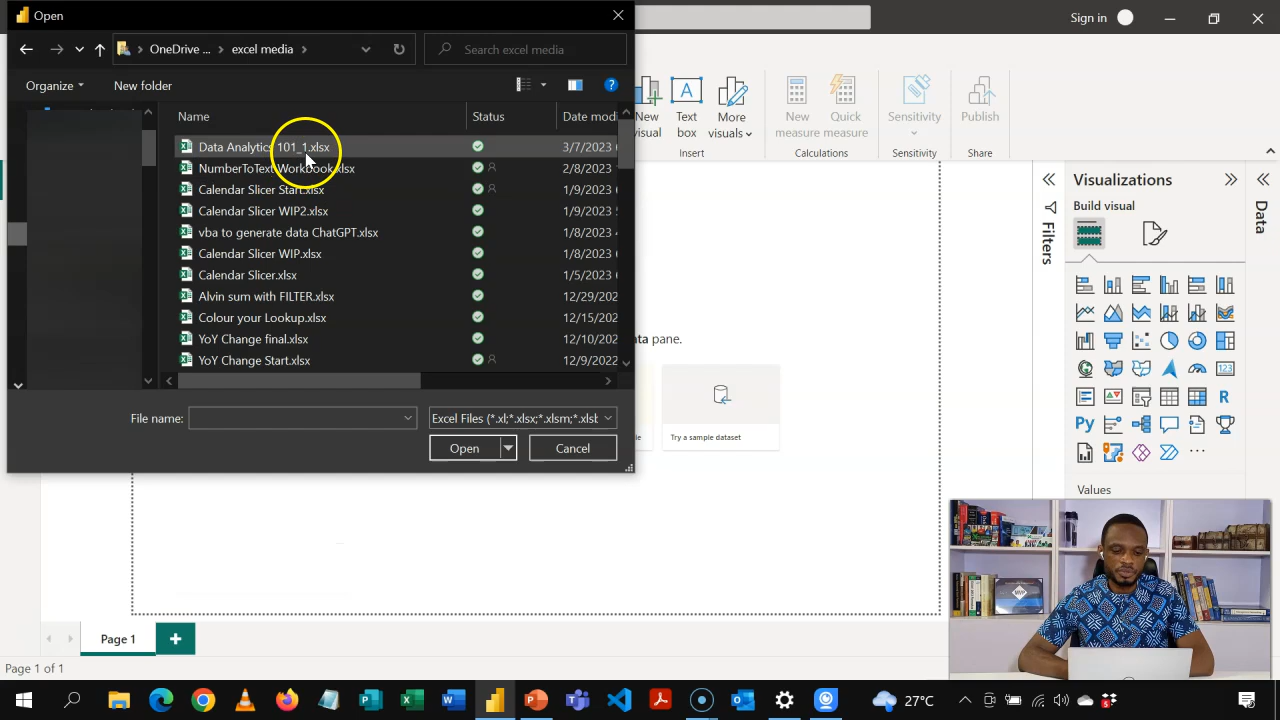 Open
Sign in
OneDrive ...
excel media
Search excel media
Organize
New folder
Name
Status
Date mod
Data Analytics 101_1.xlsx
3/7/2023
NumberToText Workbook.xlsx
2/8/2023
Calendar Slicer Start.xlsx
1/9/2023
Calendar Slicer WIP2.xlsx
1/9/2023
vba to generate data ChatGPT.xlsx
1/8/2023
Calendar Slicer WIP.xlsx
1/8/2023
Calendar Slicer.xlsx
1/5/2023
Alvin sum with FILTER.xlsx
12/29/202
Colour your Lookup.xlsx
12/15/202
YoY Change final.xlsx
12/10/202
YoY Change Start.xlsx
12/9/2022
File name:
Excel Files (*.xl;*.xlsx;*.xlsm;*.xlsb
Open
Cancel
visual
Text
box
More
visuals
New
measure
Quick
measure
Sensitivity
Publish
Insert
Calculations
Sensitivity
Share
pane.
Try a sample dataset
Filters
Visualizations
Build visual
123
R
Py
Values
Data
Page 1
Page 1 of 1
MVP
27°C